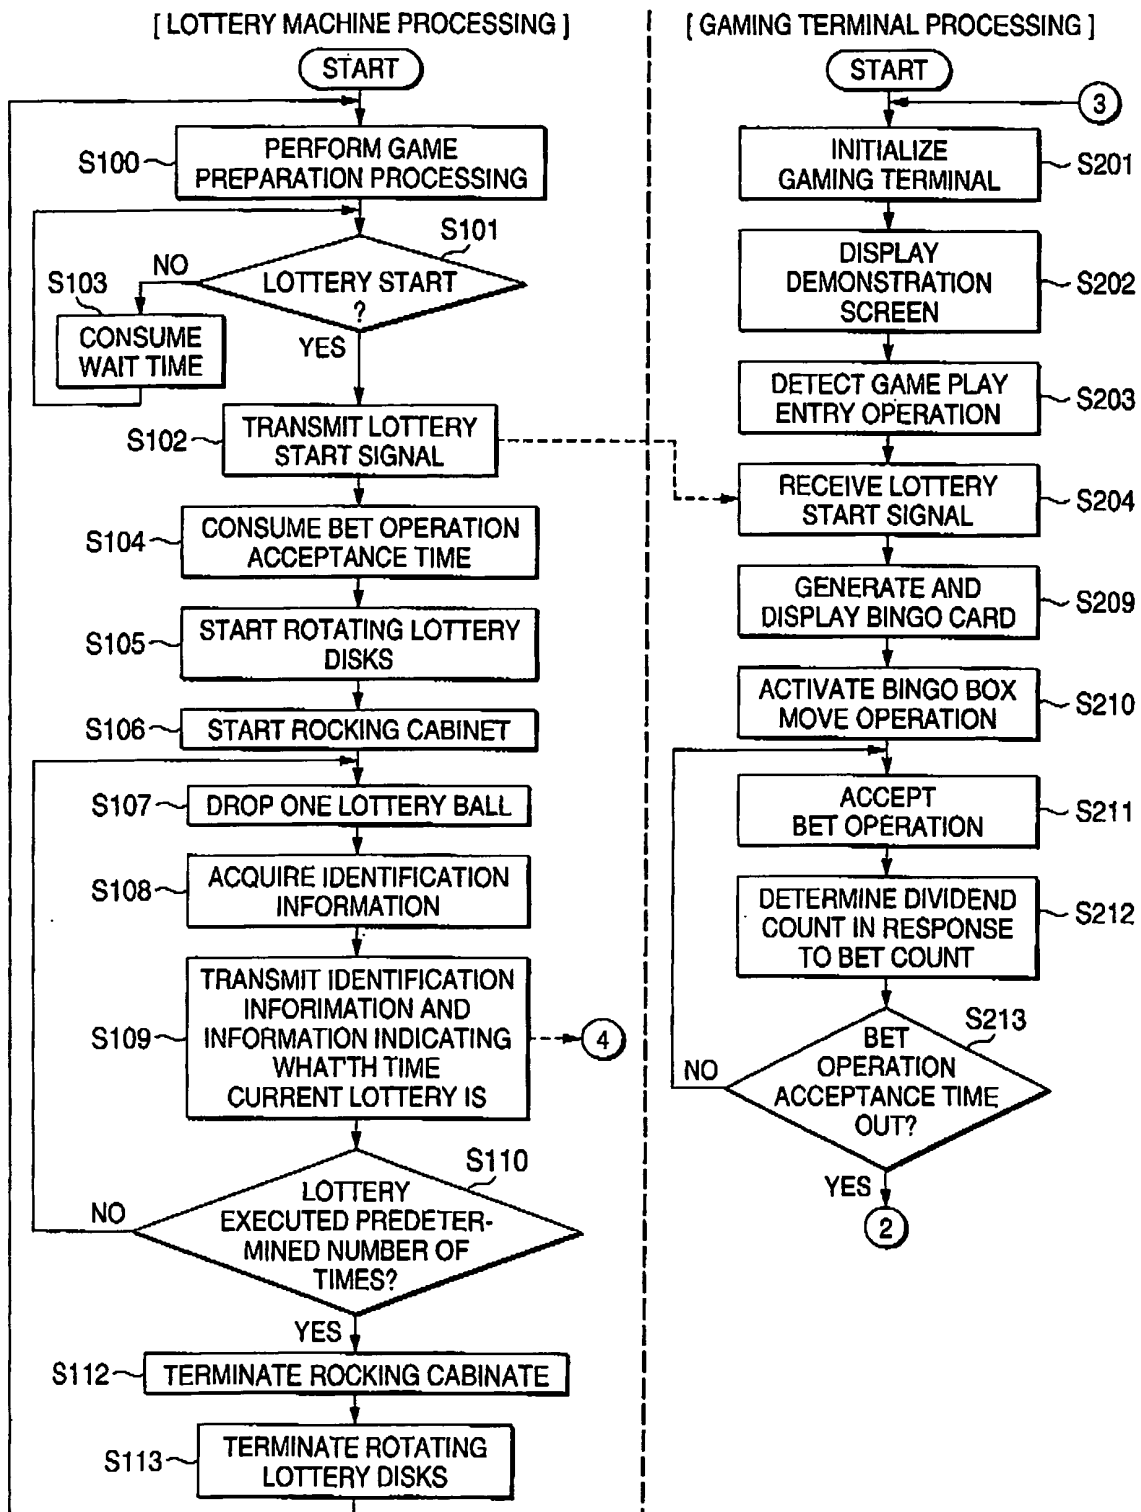 [ LOTTERY MACHINE PROCESSING ]
START
S100
PERFORM GAME
PREPARATION PROCESSING
S101
LOTTERY START
?
NO
YES
S103
CONSUME
WAIT TIME
S102
TRANSMIT LOTTERY
START SIGNAL
S104
CONSUME BET OPERATION
ACCEPTANCE TIME
S105
START ROTATING LOTTERY
DISKS
S106
START ROCKING CABINET
S107
DROP ONE LOTTERY BALL
S108
ACQUIRE IDENTIFICATION
INFORMATION
S109
TRANSMIT IDENTIFICATION
INFORIMATION AND
INFORMATION INDICATING
WHAT'TH TIME
CURRENT LOTTERY IS
4
S110
LOTTERY
EXECUTED PREDETER-
MINED NUMBER OF
TIMES?
NO
YES
S112
TERMINATE ROCKING CABINATE
S113
TERMINATE ROTATING
LOTTERY DISKS
[ GAMING TERMINAL PROCESSING ]
START
3
INITIALIZE
GAMING TERMINAL
S201
DISPLAY
DEMONSTRATION
SCREEN
S202
DETECT GAME PLAY
ENTRY OPERATION
S203
RECEIVE LOTTERY
START SIGNAL
S204
GENERATE AND
DISPLAY BINGO CARD
S209
ACTIVATE BINGO BOX
MOVE OPERATION
S210
ACCEPT
BET OPERATION
S211
DETERMINE DIVIDEND
COUNT IN RESPONSE
TO BET COUNT
S212
S213
BET
OPERATION
ACCEPTANCE TIME
OUT?
NO
YES
2